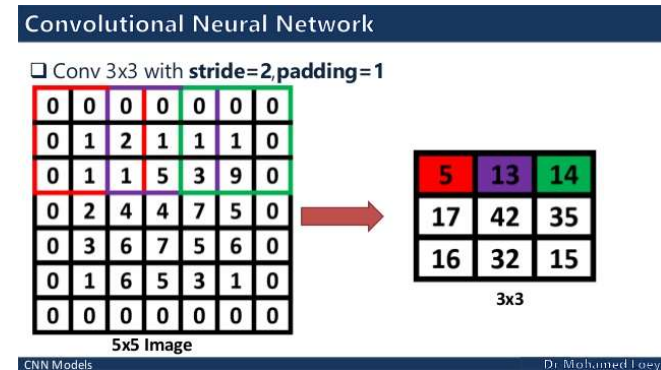 Convolutional Neural Network
❑ Conv 3x3 with stride=2,padding=1
0 0 0 0 0 0 0
0 1 2 1 1 1 0
0 1 1 5 3 9 0
0 2 4 4 7 5 0
0 3 6 7 5 6 0
0 1 6 5 3 1 0
0 0 0 0 0 0 0
5x5 Image
5 13 14
17 42 35
16 32 15
3x3
CNN Models
Dr Mohamed Loey